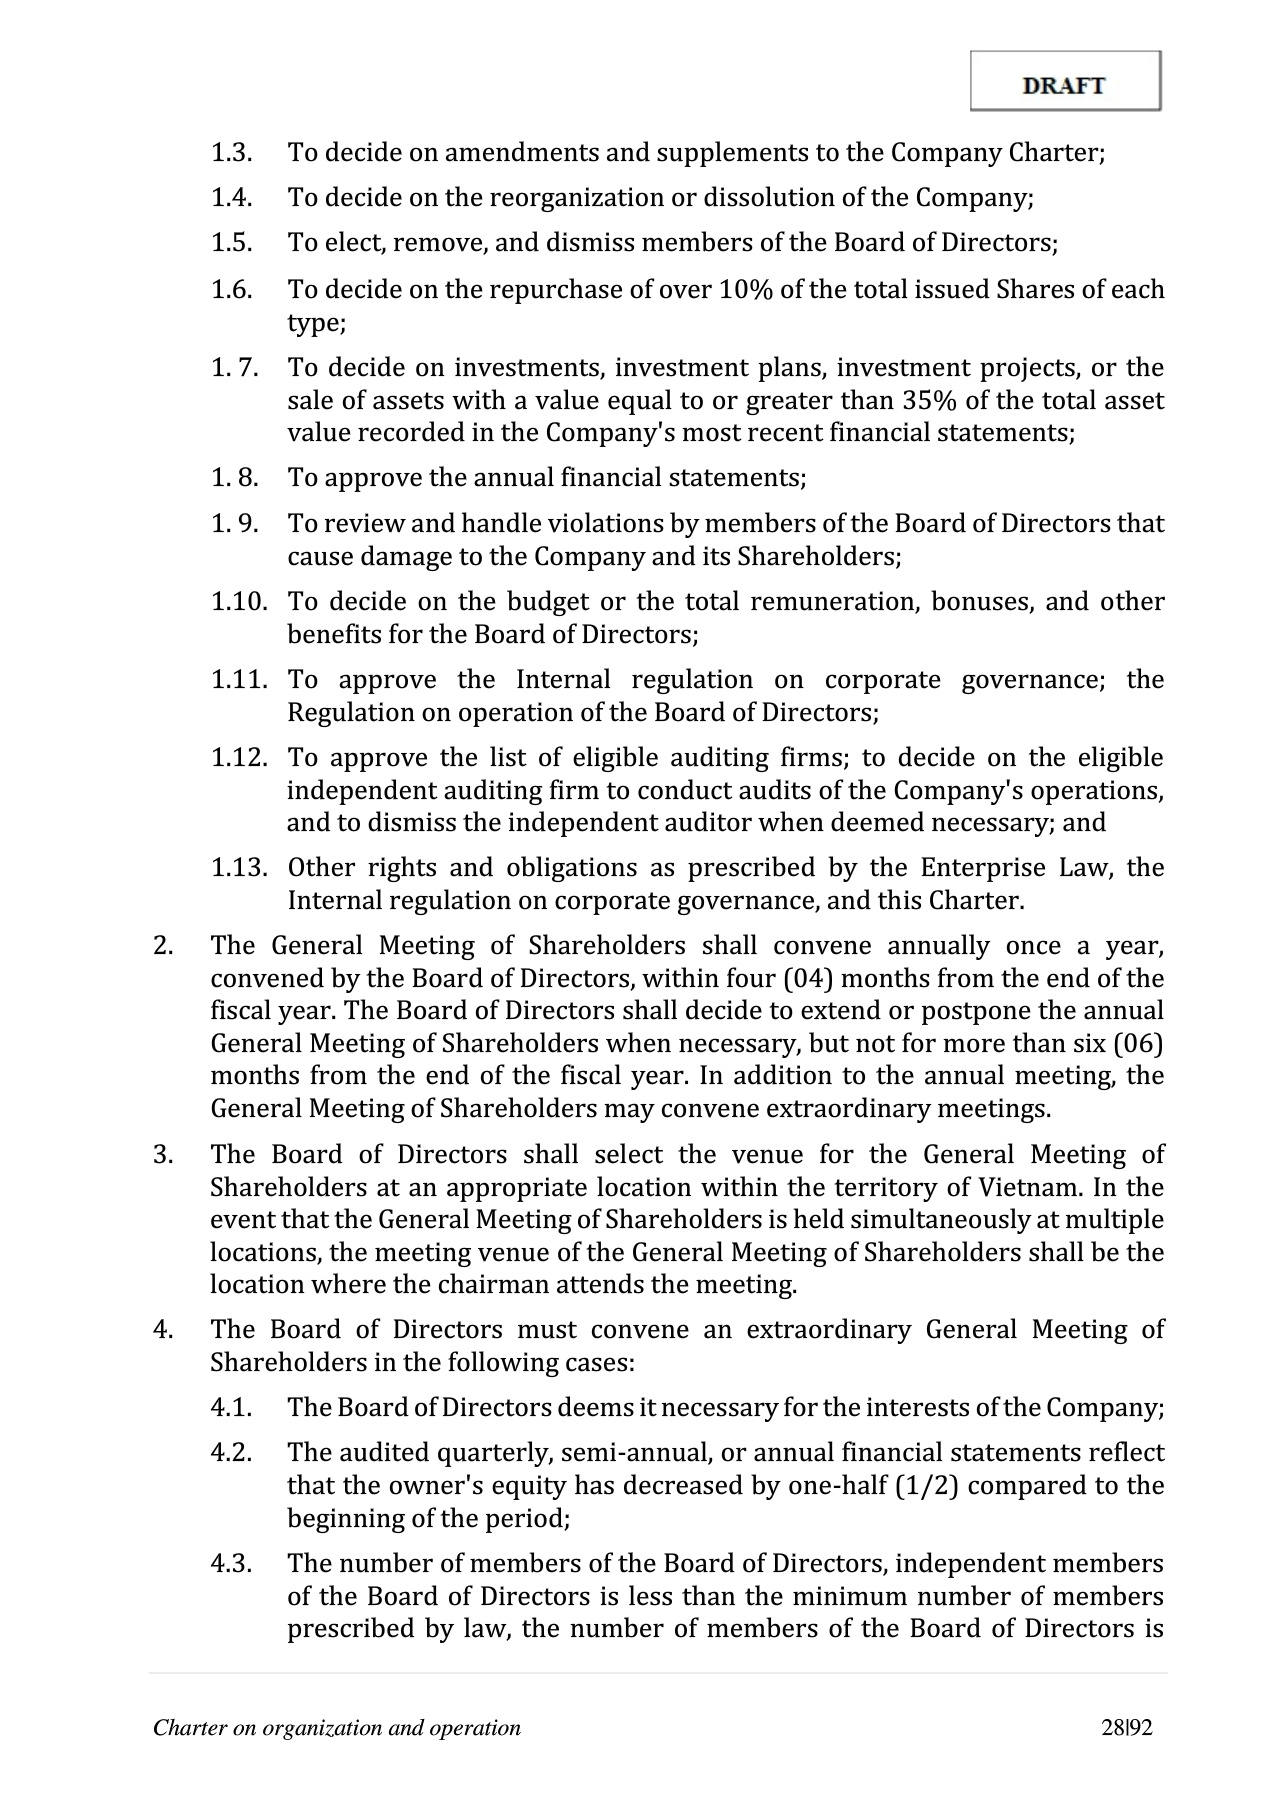 DRAFT
1.3. To decide on amendments and supplements to the Company Charter;
1.4. To decide on the reorganization or dissolution of the Company;
1.5. To elect, remove, and dismiss members of the Board of Directors;
1.6. To decide on the repurchase of over 10% of the total issued Shares of each
type;
1. 7. To decide on investments, investment plans, investment projects, or the
sale of assets with a value equal to or greater than 35% of the total asset
value recorded in the Company's most recent financial statements;
1. 8. To approve the annual financial statements;
1. 9. To review and handle violations by members of the Board of Directors that
cause damage to the Company and its Shareholders;
1.10. To decide on the budget or the total remuneration, bonuses, and other
benefits for the Board of Directors;
1.11. To approve the Internal regulation on corporate governance; the
Regulation on operation of the Board of Directors;
1.12. To approve the list of eligible auditing firms; to decide on the eligible
independent auditing firm to conduct audits of the Company's operations,
and to dismiss the independent auditor when deemed necessary; and
1.13. Other rights and obligations as prescribed by the Enterprise Law, the
Internal regulation on corporate governance, and this Charter.
2. The General Meeting of Shareholders shall convene annually once a year,
convened by the Board of Directors, within four (04) months from the end of the
fiscal year. The Board of Directors shall decide to extend or postpone the annual
General Meeting of Shareholders when necessary, but not for more than six (06)
months from the end of the fiscal year. In addition to the annual meeting, the
General Meeting of Shareholders may convene extraordinary meetings.
3. The Board of Directors shall select the venue for the General Meeting of
Shareholders at an appropriate location within the territory of Vietnam. In the
event that the General Meeting of Shareholders is held simultaneously at multiple
locations, the meeting venue of the General Meeting of Shareholders shall be the
location where the chairman attends the meeting.
4. The Board of Directors must convene an extraordinary General Meeting of
Shareholders in the following cases:
4.1. The Board of Directors deems it necessary for the interests of the Company;
4.2. The audited quarterly, semi-annual, or annual financial statements reflect
that the owner's equity has decreased by one-half (1/2) compared to the
beginning of the period;
4.3. The number of members of the Board of Directors, independent members
of the Board of Directors is less than the minimum number of members
prescribed by law, the number of members of the Board of Directors is
Charter on organization and operation 28|92